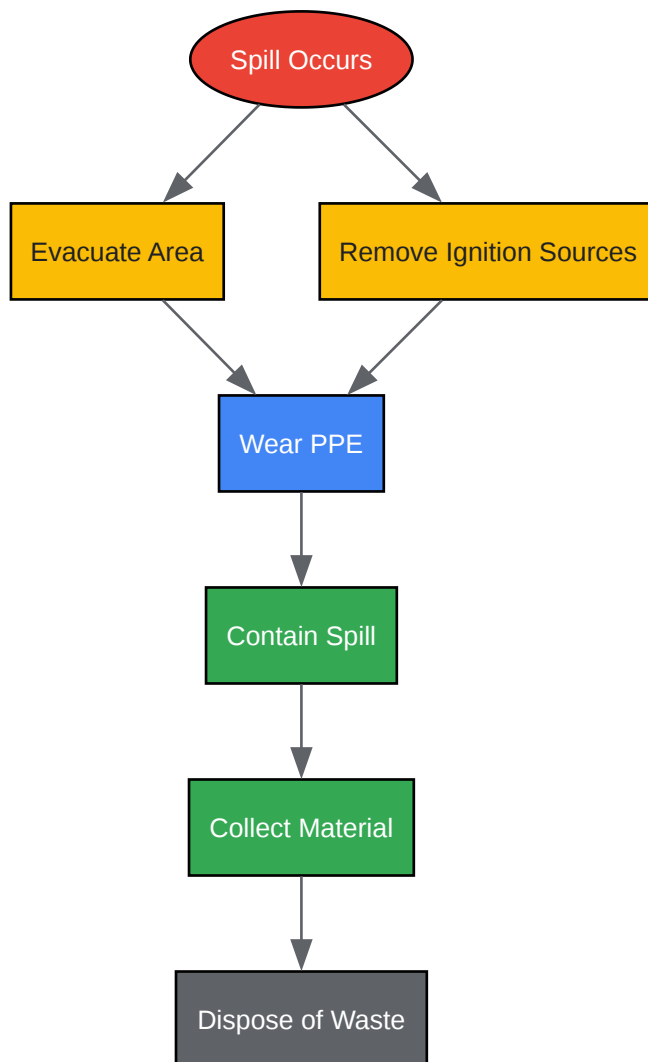 Spill Occurs
Evacuate Area
Remove Ignition Sources
Wear PPE
Contain Spill
Collect Material
Dispose of Waste